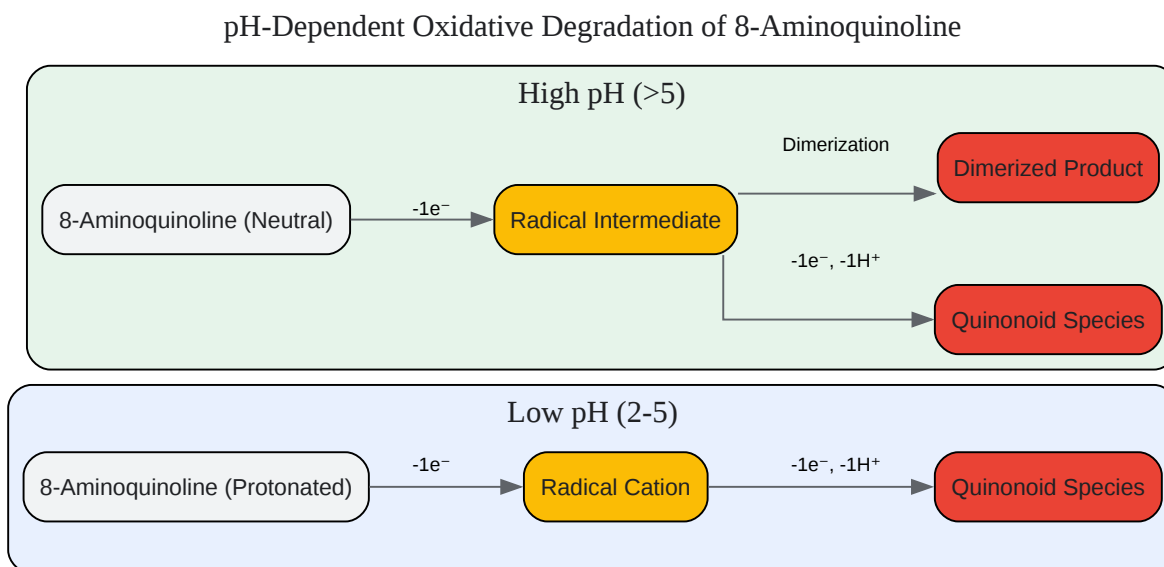 pH-Dependent Oxidative Degradation of 8-Aminoquinoline
High pH (>5)
Dimerization
Dimerized Product
8-Aminoquinoline (Neutral)
-1e⁻
Radical Intermediate
-1e⁻, -1H⁺
Quinonoid Species
Low pH (2-5)
8-Aminoquinoline (Protonated)
-1e⁻
Radical Cation
-1e⁻, -1H⁺
Quinonoid Species